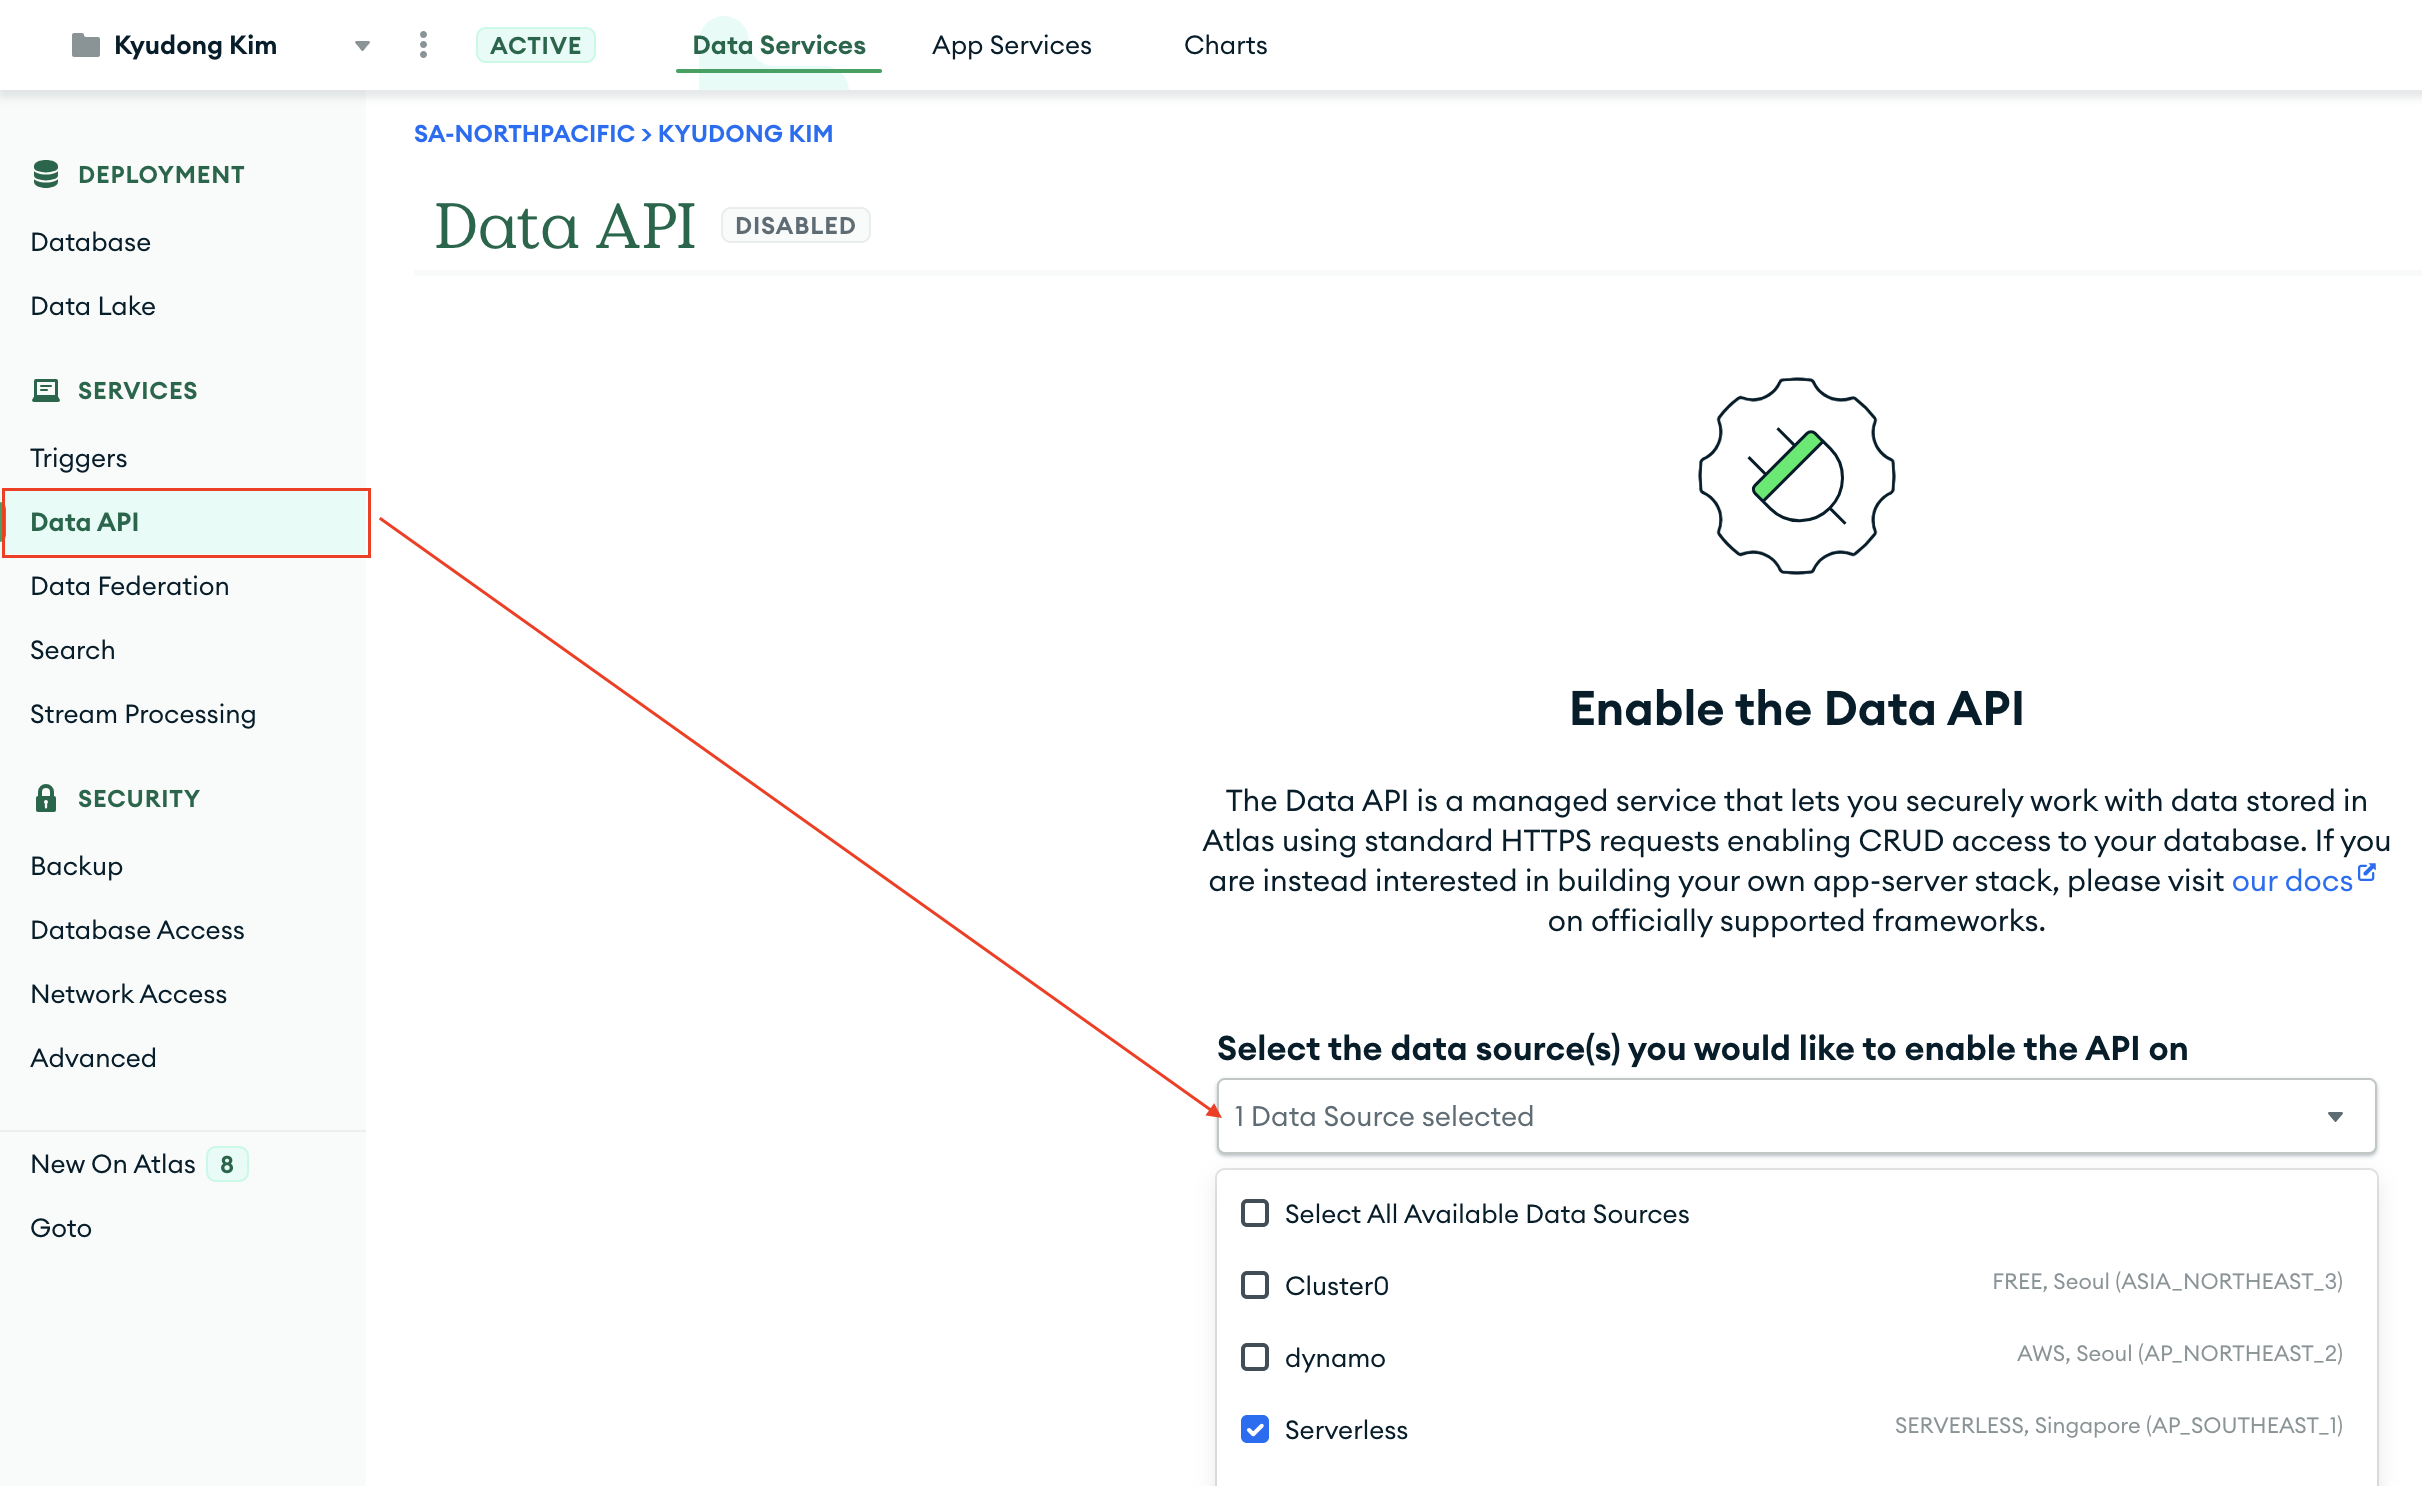 Kyudong Kim
ACTIVE
Data Services
App Services
Charts
SA-NORTHPACIFIC > KYUDONG KIM
DEPLOYMENT
Database
Data Lake
SERVICES
Triggers
Data API
Data Federation
Search
Stream Processing
SECURITY
Backup
Database Access
Network Access
Advanced
New On Atlas 8
Goto
Data API DISABLED
Enable the Data API
The Data API is a managed service that lets you securely work with data stored in
Atlas using standard HTTPS requests enabling CRUD access to your database. If you
are instead interested in building your own app-server stack, please visit our docs
on officially supported frameworks.
Select the data source(s) you would like to enable the API on
1 Data Source selected
Select All Available Data Sources
Cluster0 FREE, Seoul (ASIA_NORTHEAST_3)
dynamo AWS, Seoul (AP_NORTHEAST_2)
Serverless SERVERLESS, Singapore (AP_SOUTHEAST_1)